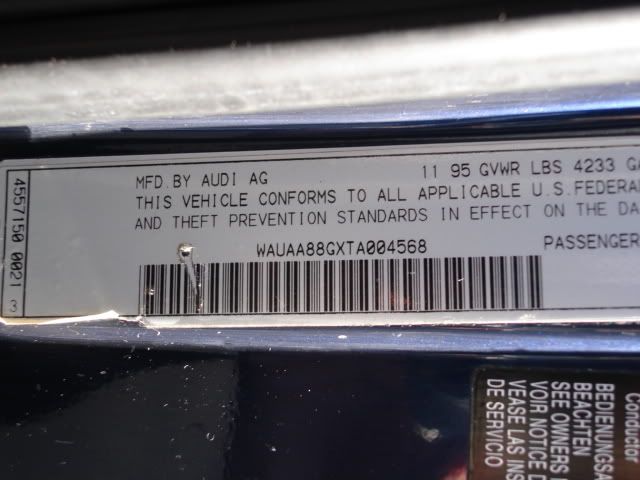 MFD.BY AUDI AG 11 95 GVWR LBS 4233
THIS VEHICLE CONFORMS TO ALL APPLICABLE U.S.FEDERAL
AND THEFT PREVENTION STANDARDS IN EFFECT ON THE
WAUAA88GXTA004568 PASSENGER
4557150 0021 3
Conductor
BEDIENUNGSA
BEACHTEN
SEE OWNERS
VOIR NOTICE D
VEASE LAS INS
DE SERVICIO